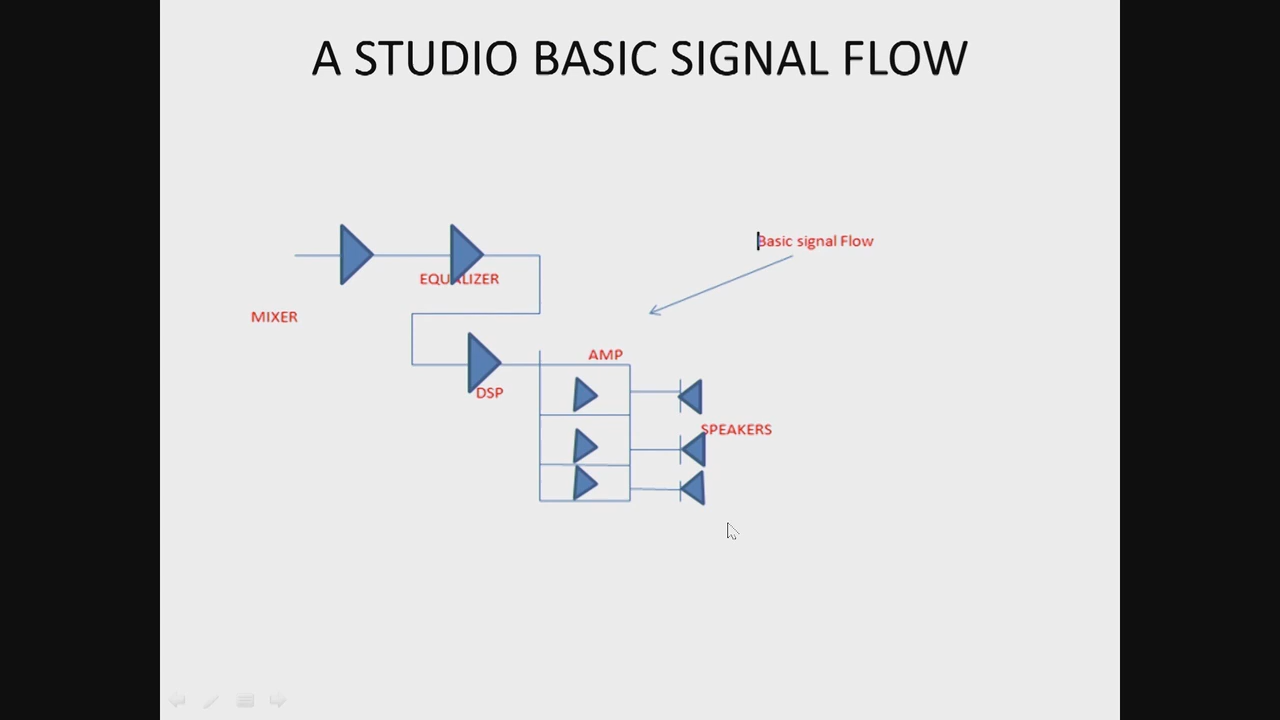 A STUDIO BASIC SIGNAL FLOW
Basic signal Flow
EQUALIZER
MIXER
AMP
DSP
SPEAKERS